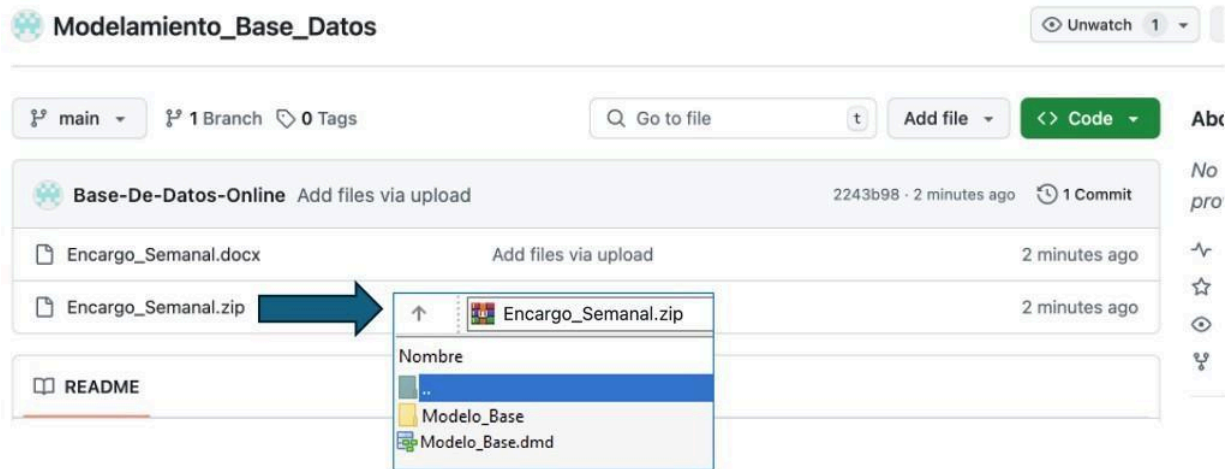 Modelamiento_Base_Datos
Unwatch 1
main 1 Branch 0 Tags Go to file t Add file Code
Base-De-Datos-Online Add files via upload 2243b98 · 2 minutes ago 1 Commit
No
Encargo_Semanal.docx Add files via upload 2 minutes ago
Encargo_Semanal.zip 2 minutes ago
Encargo_Semanal.zip
Nombre
..
Modelo_Base
Modelo_Base.dmd
README